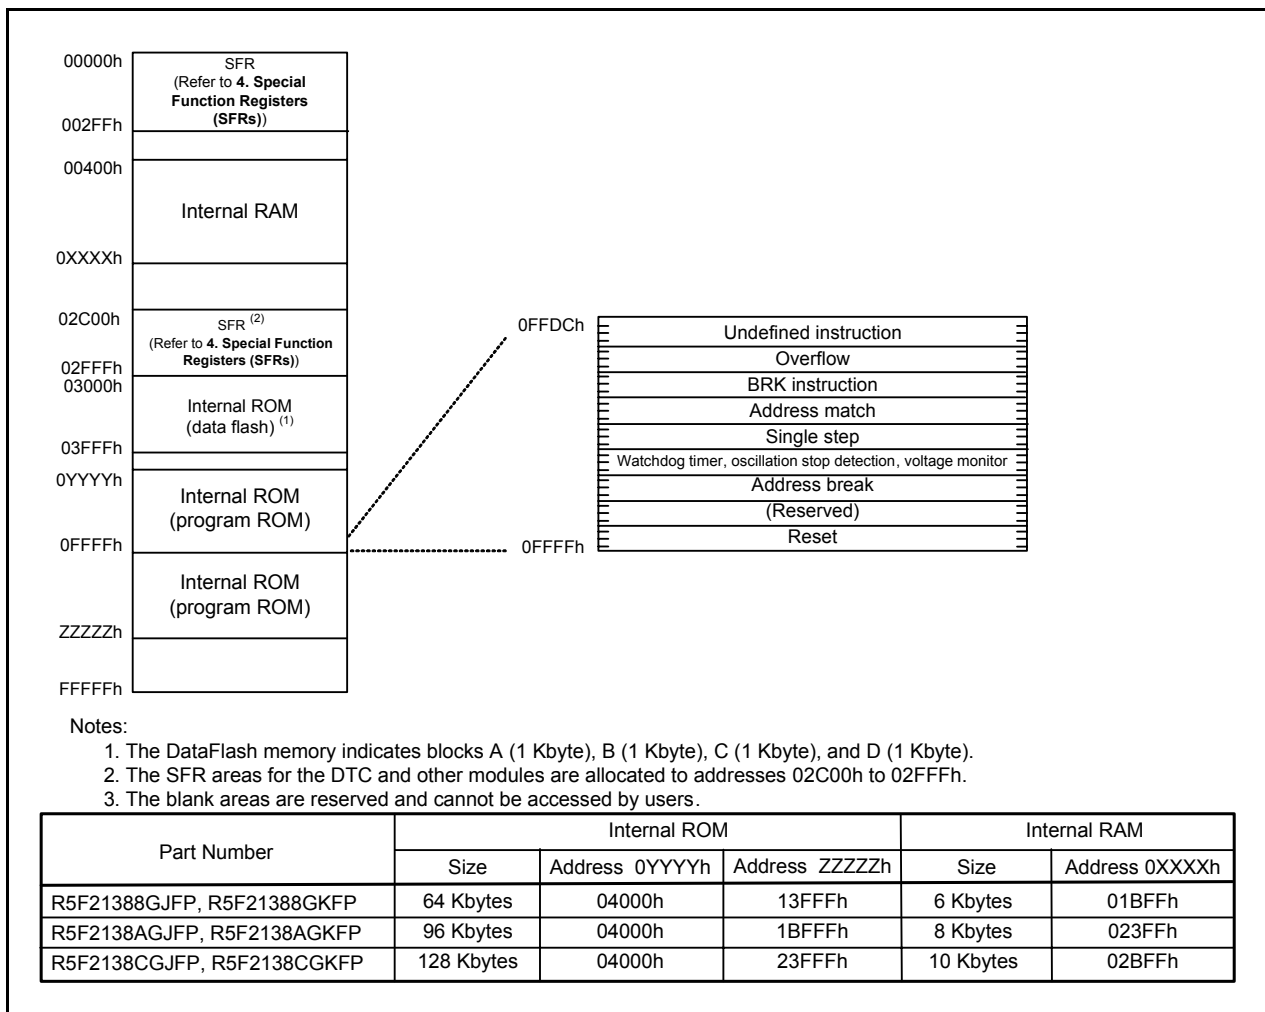 00000h
SFR
(Refer to 4. Special
Function Registers
(SFRs))
002FFh
00400h
Internal RAM
0XXXXh
02C00h
SFR (2)
(Refer to 4. Special Function
Registers (SFRs))
02FFFh
03000h
Internal ROM
(data flash) (1)
03FFFh
0YYYYh
Internal ROM
(program ROM)
0FFFFh
Internal ROM
(program ROM)
ZZZZZh
FFFFFh
0FFDCh
Undefined instruction
Overflow
BRK instruction
Address match
Single step
Watchdog timer, oscillation stop detection, voltage monitor
Address break
(Reserved)
Reset
0FFFFh
Notes:
1. The DataFlash memory indicates blocks A (1 Kbyte), B (1 Kbyte), C (1 Kbyte), and D (1 Kbyte).
2. The SFR areas for the DTC and other modules are allocated to addresses 02C00h to 02FFFh.
3. The blank areas are reserved and cannot be accessed by users.
Part Number Internal ROM Internal RAM
Size Address 0YYYYh Address ZZZZZh Size Address 0XXXXh
R5F21388GJFP, R5F21388GKFP 64 Kbytes 04000h 13FFFh 6 Kbytes 01BFFh
R5F2138AGJFP, R5F2138AGKFP 96 Kbytes 04000h 1BFFFh 8 Kbytes 023FFh
R5F2138CGJFP, R5F2138CGKFP 128 Kbytes 04000h 23FFFh 10 Kbytes 02BFFh